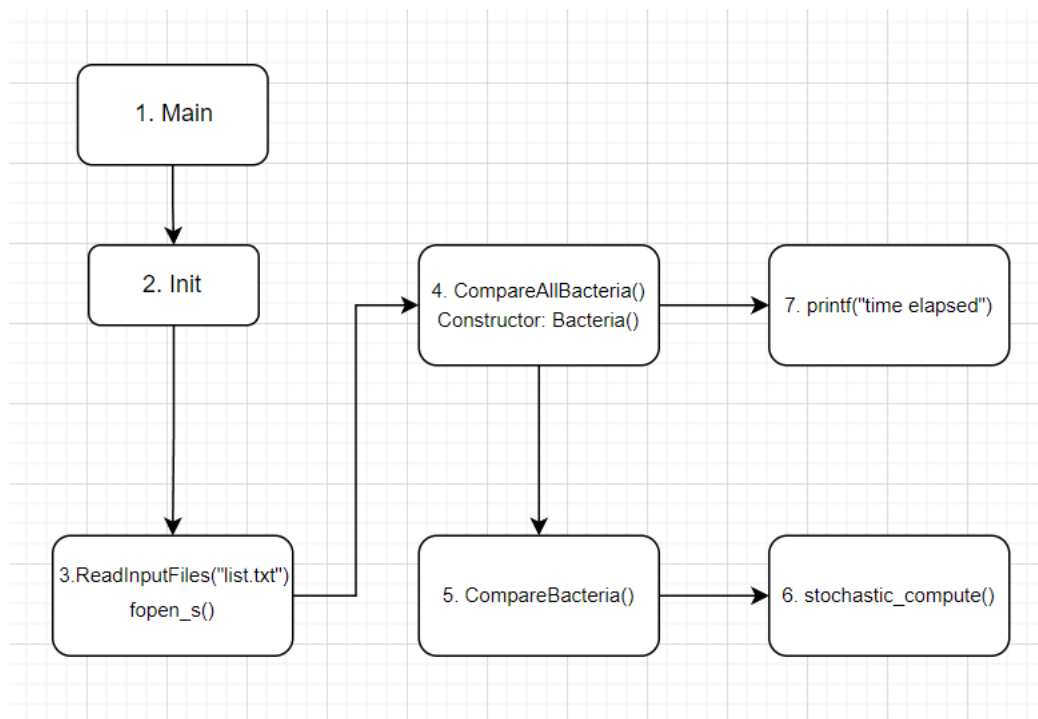 1. Main
2. Init
3.ReadInputFiles("list.txt")
fopen_s()
4. CompareAllBacteria()
Constructor: Bacteria()
5. CompareBacteria()
6. stochastic_compute()
7. printf("time elapsed")